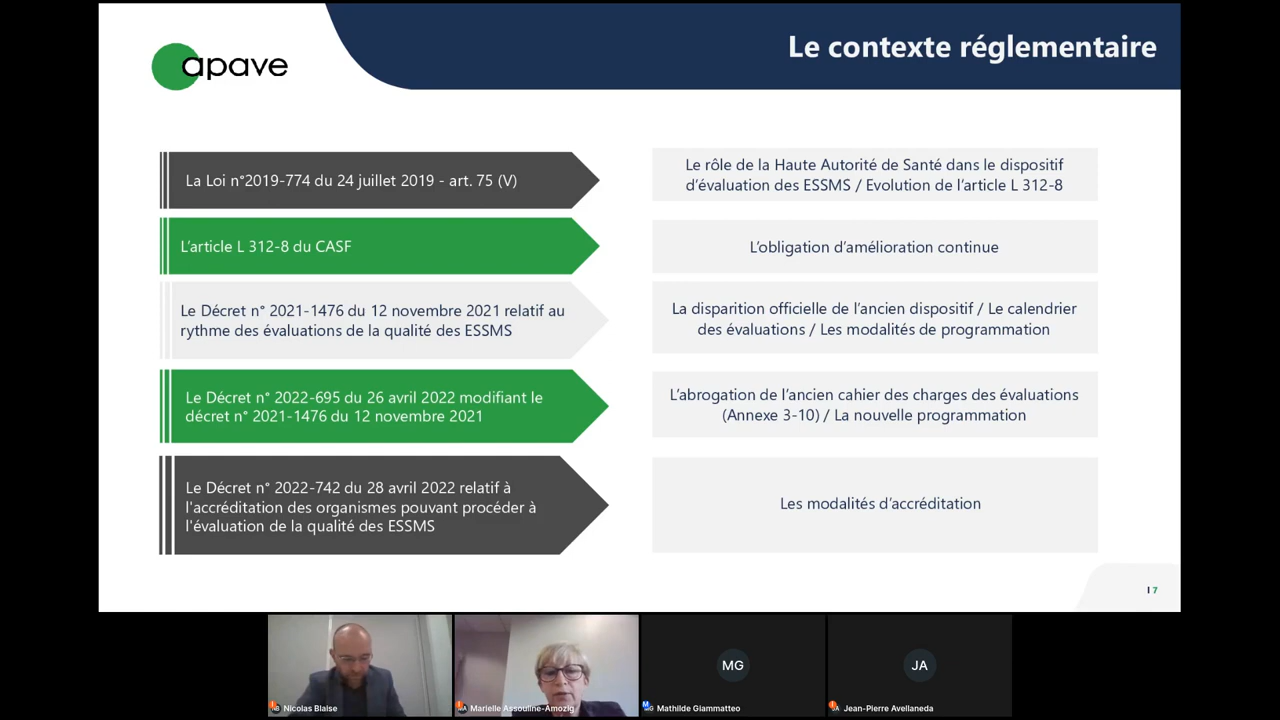 apave
Le contexte réglementaire
La Loi n°2019-774 du 24 juillet 2019 - art. 75 (V)
Le rôle de la Haute Autorité de Santé dans le dispositif
d’évaluation des ESSMS / Evolution de l’article L 312-8
L’article L 312-8 du CASF
L’obligation d’amélioration continue
Le Décret n° 2021-1476 du 12 novembre 2021 relatif au
rythme des évaluations de la qualité des ESSMS
La disparition officielle de l’ancien dispositif / Le calendrier
des évaluations / Les modalités de programmation
Le Décret n° 2022-695 du 26 avril 2022 modifiant le
décret n° 2021-1476 du 12 novembre 2021
L’abrogation de l’ancien cahier des charges des évaluations
(Annexe 3-10) / La nouvelle programmation
Le Décret n° 2022-742 du 28 avril 2022 relatif à
l'accréditation des organismes pouvant procéder à
l'évaluation de la qualité des ESSMS
Les modalités d’accréditation
I 7
MG
JA
Nicolas Blaise
Marielle Assouline-Amozig
Mathilde Giammatteo
Jean-Pierre Avellaneda